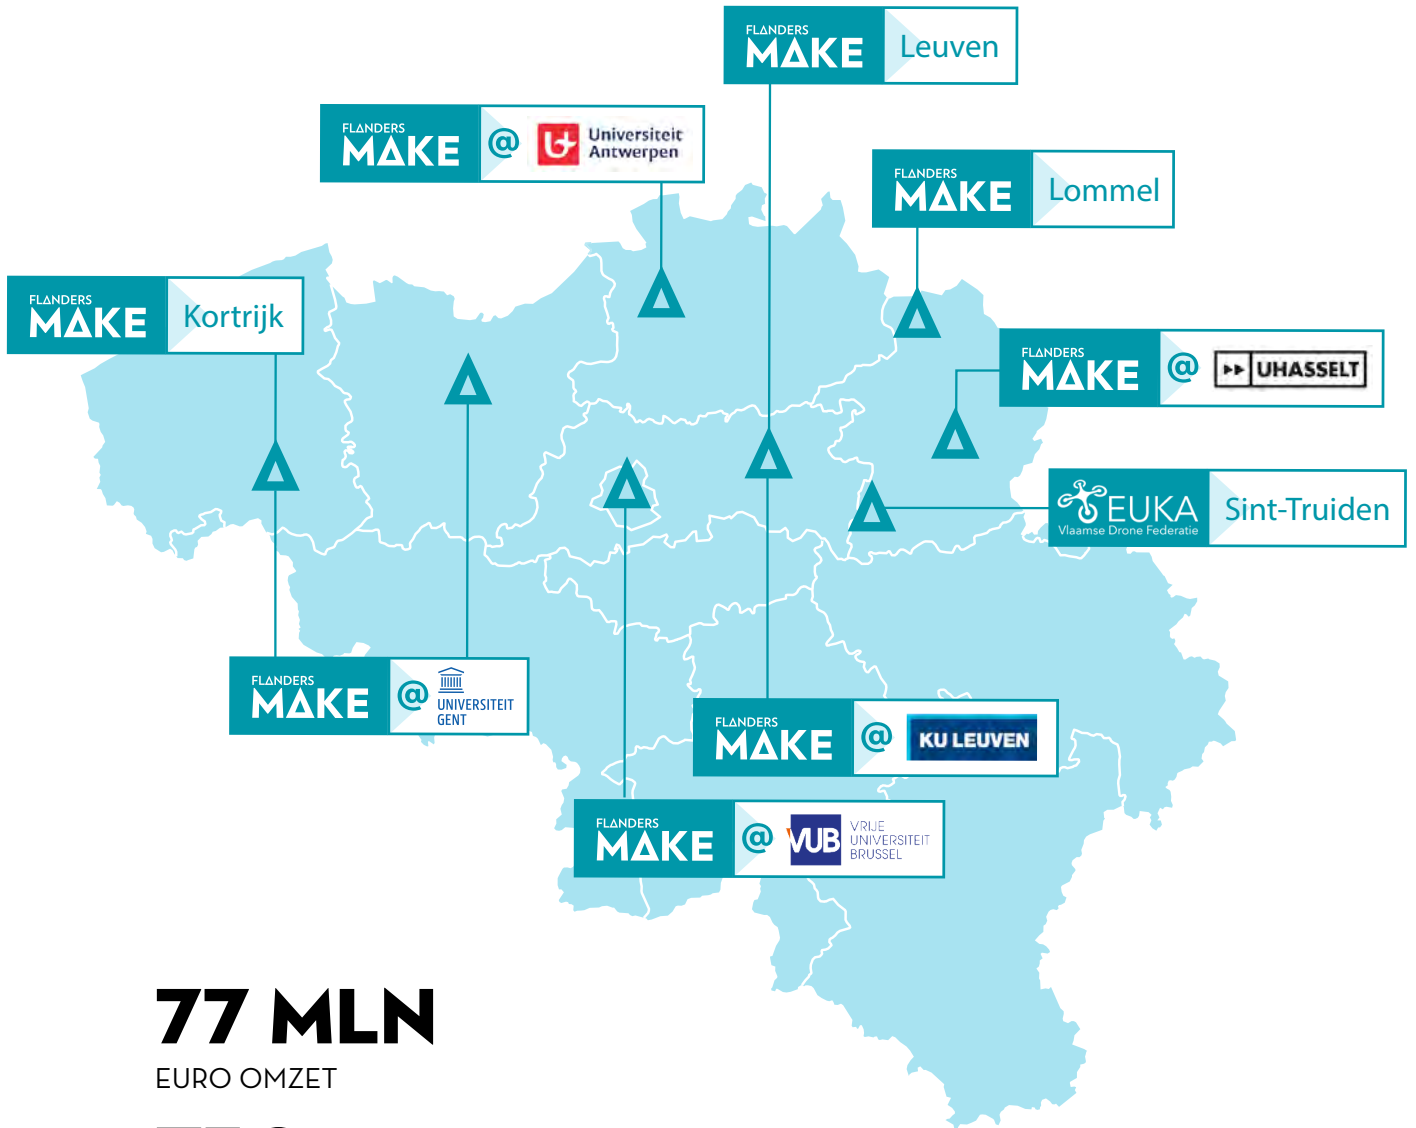 FLANDERS
MAKE
Leuven
FLANDERS
MAKE
@
Universiteit
Antwerpen
FLANDERS
MAKE
Lommel
FLANDERS
MAKE
Kortrijk
FLANDERS
MAKE
@
UHASSELT
EUKA
Vlaamse Drone Federatie
Sint-Truiden
FLANDERS
MAKE
@
UNIVERSITEIT
GENT
FLANDERS
MAKE
@
KU LEUVEN
FLANDERS
MAKE
@
VUB
VRIJE
UNIVERSITEIT
BRUSSEL
77 MLN
EURO OMZET